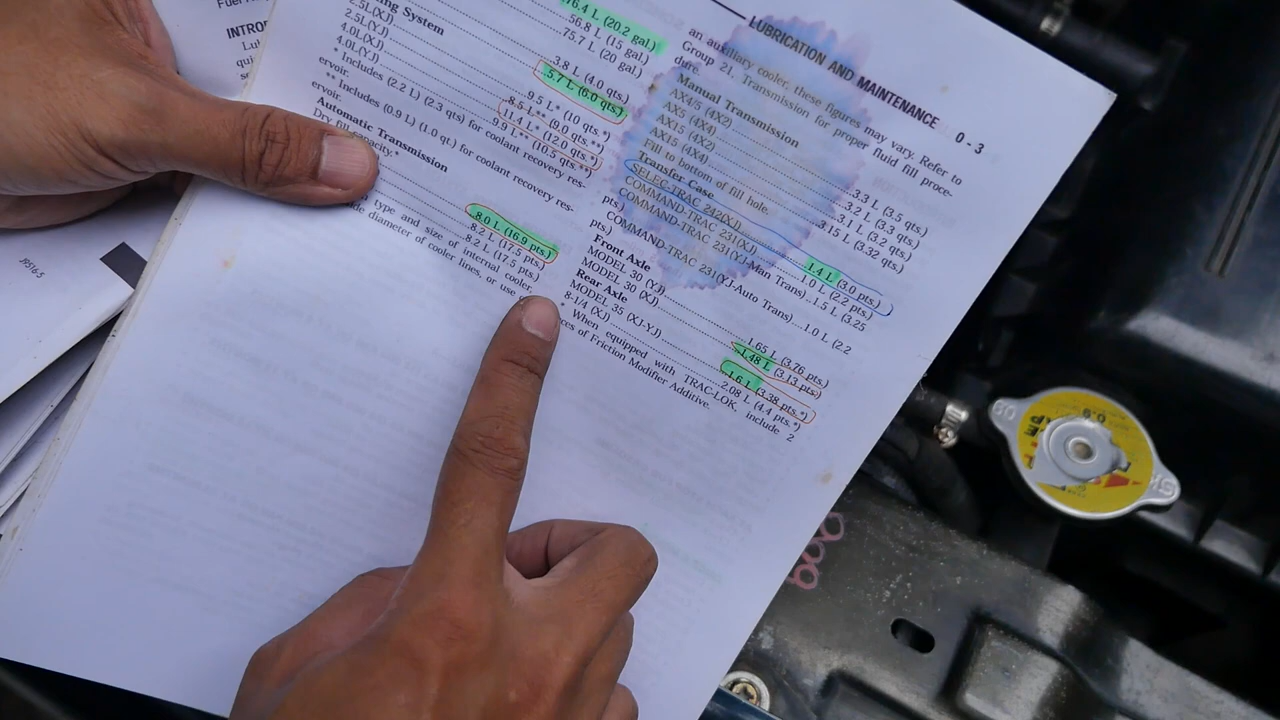 LUBRICATION AND MAINTENANCE 0 - 3
Fuel
INTRO
Lu
qui
J9516-5
76.4 L (20.2 gal.)
56.8 L (15 gal.)
75.7 L (20 gal.)
System
2.5L(XJ) 3.8 L (4.0 qts.)
2.5L(YJ) 5.7 L (6.0 qts.)
4.0L(XJ) 9.5 L* (10 qts.*)
4.0L(YJ) 8.5 L** (9.0 qts.**)
11.4 L* (12.0 qts.*)
9.9 L** (10.5 qts.**)
* Includes (2.2 L) (2.3 qts) for coolant recovery res-
ervoir.
** Includes (0.9 L) (1.0 qt.) for coolant recovery res-
ervoir.
Automatic Transmission
Dry fill capacity.*
8.0 L (16.9 pts.)
8.2 L (17.5 pts.)
8.2 L (17.5 pts.)
type and size of internal cooler,
diameter of cooler lines, or use
an auxiliary cooler, these figures may vary. Refer to
Group 21, Transmission for proper fluid fill proce-
dure.
Manual Transmission
AX4/5 (4X2) 3.3 L (3.5 qts.)
AX5 (4X4) 3.2 L (3.3 qts.)
AX15 (4X2) 3.1 L (3.2 qts.)
AX15 (4X4) 3.15 L (3.32 qts.)
Fill to bottom of fill hole.
Transfer Case
SELEC-TRAC 242(XJ) 1.4 L (3.0 pts.)
COMMAND-TRAC 231(XJ) 1.0 L (2.2 pts.)
COMMAND-TRAC 231(YJ-Man Trans)...1.5 L (3.25
pts.)
COMMAND-TRAC 231(YJ-Auto Trans)...1.0 L (2.2
pts.)
Front Axle
MODEL 30 (YJ) 1.65 L (3.76 pts.)
MODEL 30 (XJ) 1.48 L (3.13 pts.)
Rear Axle
MODEL 35 (XJ-YJ) 1.6 L (3.38 pts.*)
8-1/4 (XJ) 2.08 L (4.4 pts.*)
* When equipped with TRAC-LOK, include 2
ces of Friction Modifier Additive.
0.9